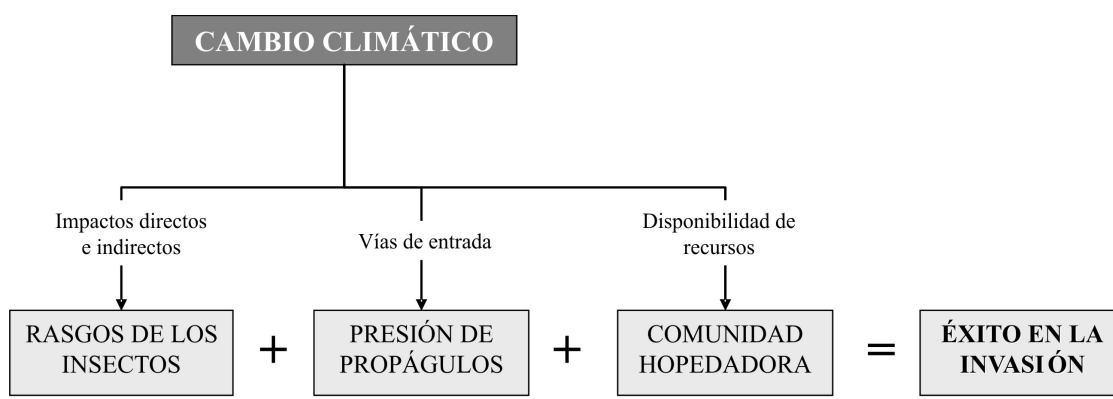 CAMBIO CLIMÁTICO
Impactos directos
e indirectos
Vías de entrada
Disponibilidad de
recursos
RASGOS DE LOS
INSECTOS
+
PRESIÓN DE
PROPÁGULOS
+
COMUNIDAD
HOPEDADORA
=
ÉXITO EN LA
INVASIÓN